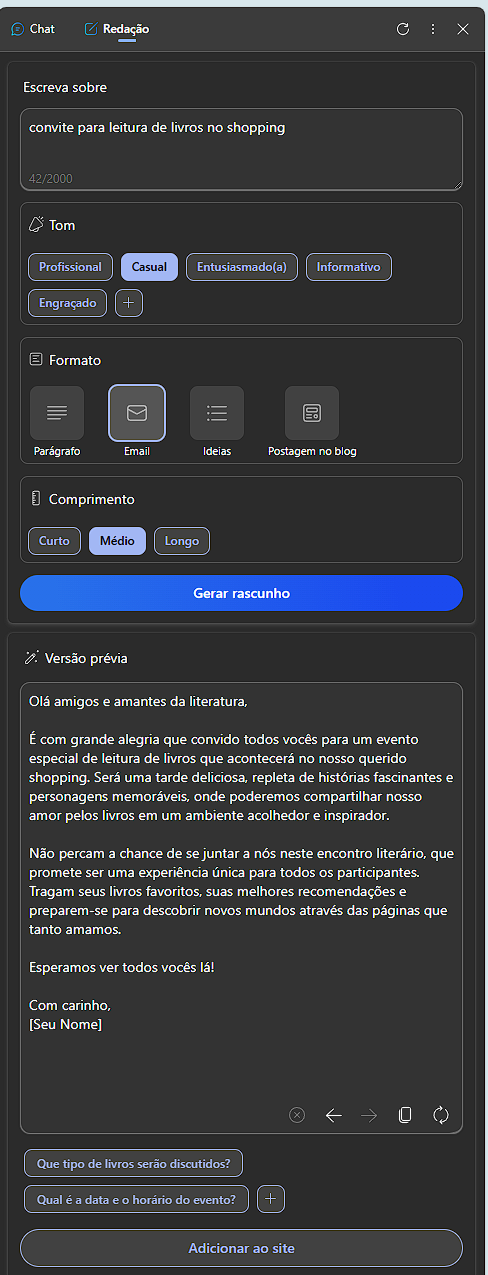 Chat Redação
Escreva sobre
convite para leitura de livros no shopping
42/2000
Tom
Profissional Casual Entusiasmado(a) Informativo
Engraçado +
Formato
Parágrafo Email Ideias Postagem no blog
Comprimento
Curto Médio Longo
Gerar rascunho
Versão prévia
Olá amigos e amantes da literatura,
É com grande alegria que convido todos vocês para um evento
especial de leitura de livros que acontecerá no nosso querido
shopping. Será uma tarde deliciosa, repleta de histórias fascinantes e
personagens memoráveis, onde poderemos compartilhar nosso
amor pelos livros em um ambiente acolhedor e inspirador.
Não percam a chance de se juntar a nós neste encontro literário, que
promete ser uma experiência única para todos os participantes.
Tragam seus livros favoritos, suas melhores recomendações e
preparem-se para descobrir novos mundos através das páginas que
tanto amamos.
Esperamos ver todos vocês lá!
Com carinho,
[Seu Nome]
Que tipo de livros serão discutidos?
Qual é a data e o horário do evento? +
Adicionar ao site